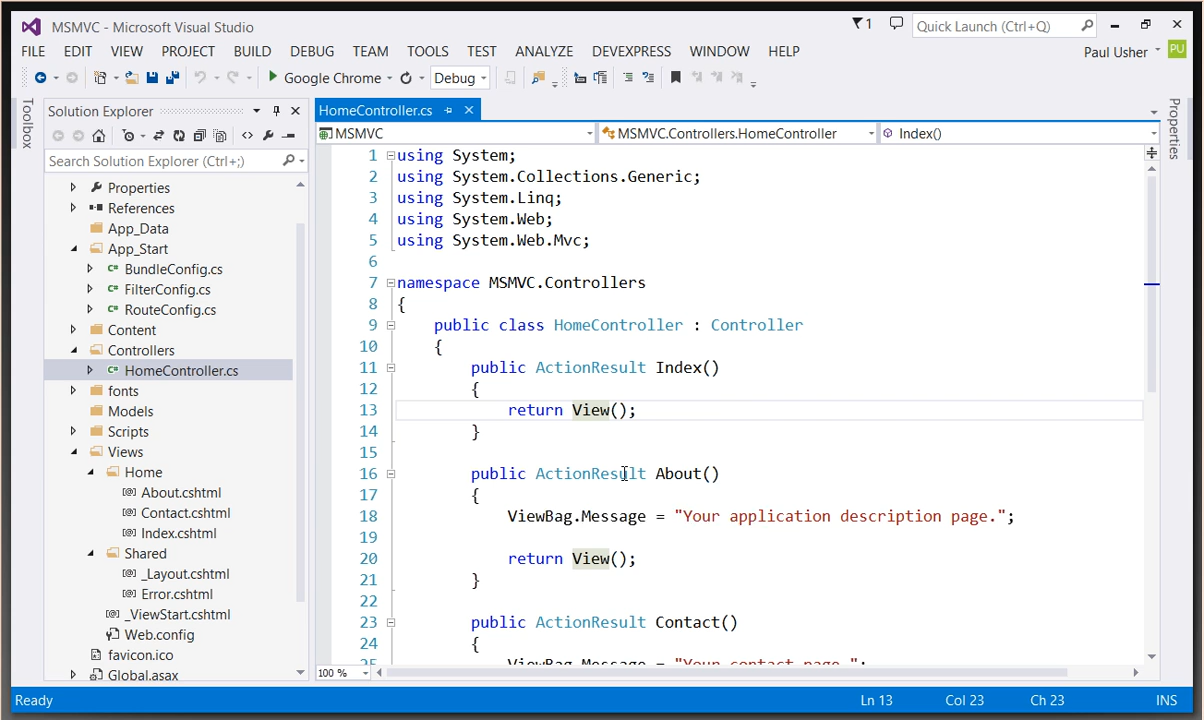 MSMVC - Microsoft Visual Studio
1
Quick Launch (Ctrl+Q)
FILE EDIT VIEW PROJECT BUILD DEBUG TEAM TOOLS TEST ANALYZE DEVEXPRESS WINDOW HELP
Paul Usher
PU
Google Chrome
Debug
Toolbox
Solution Explorer
Search Solution Explorer (Ctrl+;)
Properties
References
App_Data
App_Start
C# BundleConfig.cs
C# FilterConfig.cs
C# RouteConfig.cs
Content
Controllers
C# HomeController.cs
fonts
Models
Scripts
Views
Home
[@] About.cshtml
[@] Contact.cshtml
[@] Index.cshtml
Shared
[@] _Layout.cshtml
[@] Error.cshtml
[@] _ViewStart.cshtml
Web.config
favicon.ico
Global.asax
HomeController.cs
MSMVC
MSMVC.Controllers.HomeController
Index()
1 using System;
2 using System.Collections.Generic;
3 using System.Linq;
4 using System.Web;
5 using System.Web.Mvc;
6
7 namespace MSMVC.Controllers
8 {
9 public class HomeController : Controller
10 {
11 public ActionResult Index()
12 {
13 return View();
14 }
15
16 public ActionResult About()
17 {
18 ViewBag.Message = "Your application description page.";
19
20 return View();
21 }
22
23 public ActionResult Contact()
24 {
25 ViewBag.Message = "Your contact page.";
100 %
Properties
Ready
Ln 13
Col 23
Ch 23
INS